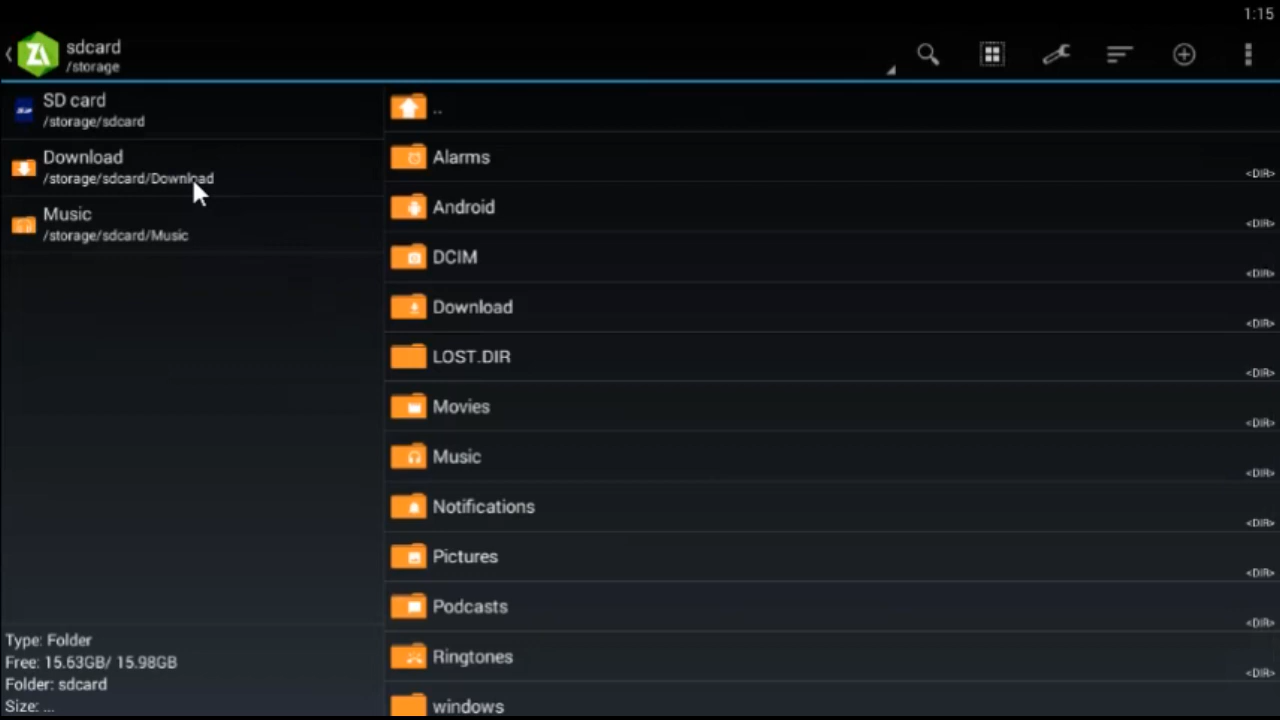 1:15
sdcard
/storage
SD card
/storage/sdcard
Download
/storage/sdcard/Download
Music
/storage/sdcard/Music
Type: Folder
Free: 15.63GB/ 15.98GB
Folder: sdcard
Size: ...
..
Alarms
<DIR>
Android
<DIR>
DCIM
<DIR>
Download
<DIR>
LOST.DIR
<DIR>
Movies
<DIR>
Music
<DIR>
Notifications
<DIR>
Pictures
<DIR>
Podcasts
<DIR>
Ringtones
<DIR>
windows